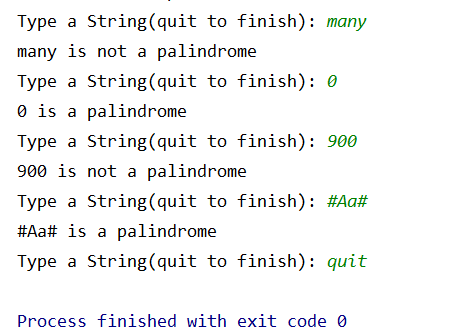 Type a String(quit to finish): many
many is not a palindrome
Type a String(quit to finish): 0
0 is a palindrome
Type a String(quit to finish): 900
900 is not a palindrome
Type a String(quit to finish): #Aa#
#Aa# is a palindrome
Type a String(quit to finish): quit
Process finished with exit code 0